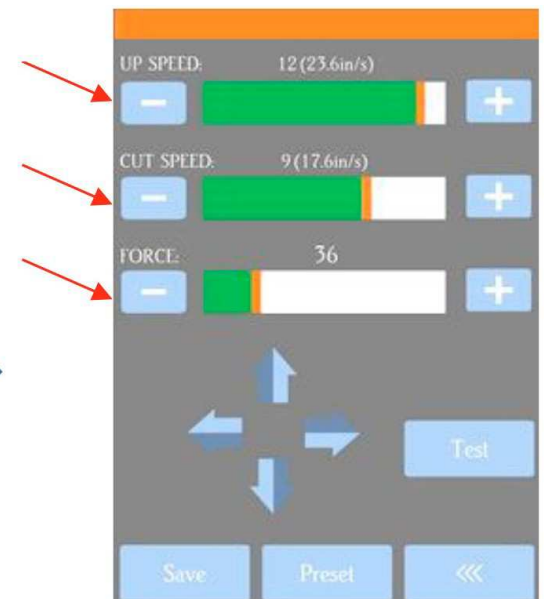 UP SPEED: 12(23.6in/s)
− +
CUT SPEED: 9(17.6in/s)
− +
FORCE: 36
− +
Test
Save Preset <<<